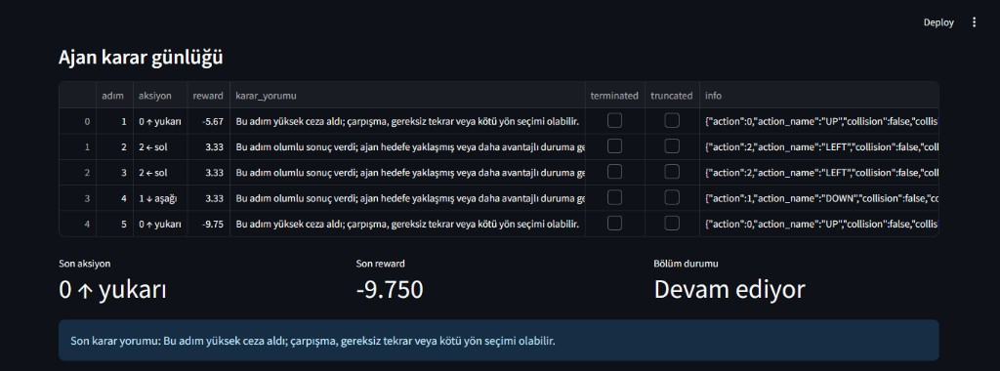 Deploy
Ajan karar günlüğü
adım aksiyon reward karar_yorumu terminated truncated info
0 1 0 ↑ yukarı -5.67 Bu adım yüksek ceza aldı; çarpışma, gereksiz tekrar veya kötü yön seçimi olabilir. {"action":0,"action_name":"UP","collision":false,"collis
1 2 2 ← sol 3.33 Bu adım olumlu sonuç verdi; ajan hedefe yaklaşmış veya daha avantajlı duruma ge {"action":2,"action_name":"LEFT","collision":false,"coll
2 3 2 ← sol 3.33 Bu adım olumlu sonuç verdi; ajan hedefe yaklaşmış veya daha avantajlı duruma ge {"action":2,"action_name":"LEFT","collision":false,"coll
3 4 1 ↓ aşağı 3.33 Bu adım olumlu sonuç verdi; ajan hedefe yaklaşmış veya daha avantajlı duruma ge {"action":1,"action_name":"DOWN","collision":false,"co
4 5 0 ↑ yukarı -9.75 Bu adım yüksek ceza aldı; çarpışma, gereksiz tekrar veya kötü yön seçimi olabilir. {"action":0,"action_name":"UP","collision":false,"collis
Son aksiyon Son reward Bölüm durumu
0 ↑ yukarı -9.750 Devam ediyor
Son karar yorumu: Bu adım yüksek ceza aldı; çarpışma, gereksiz tekrar veya kötü yön seçimi olabilir.